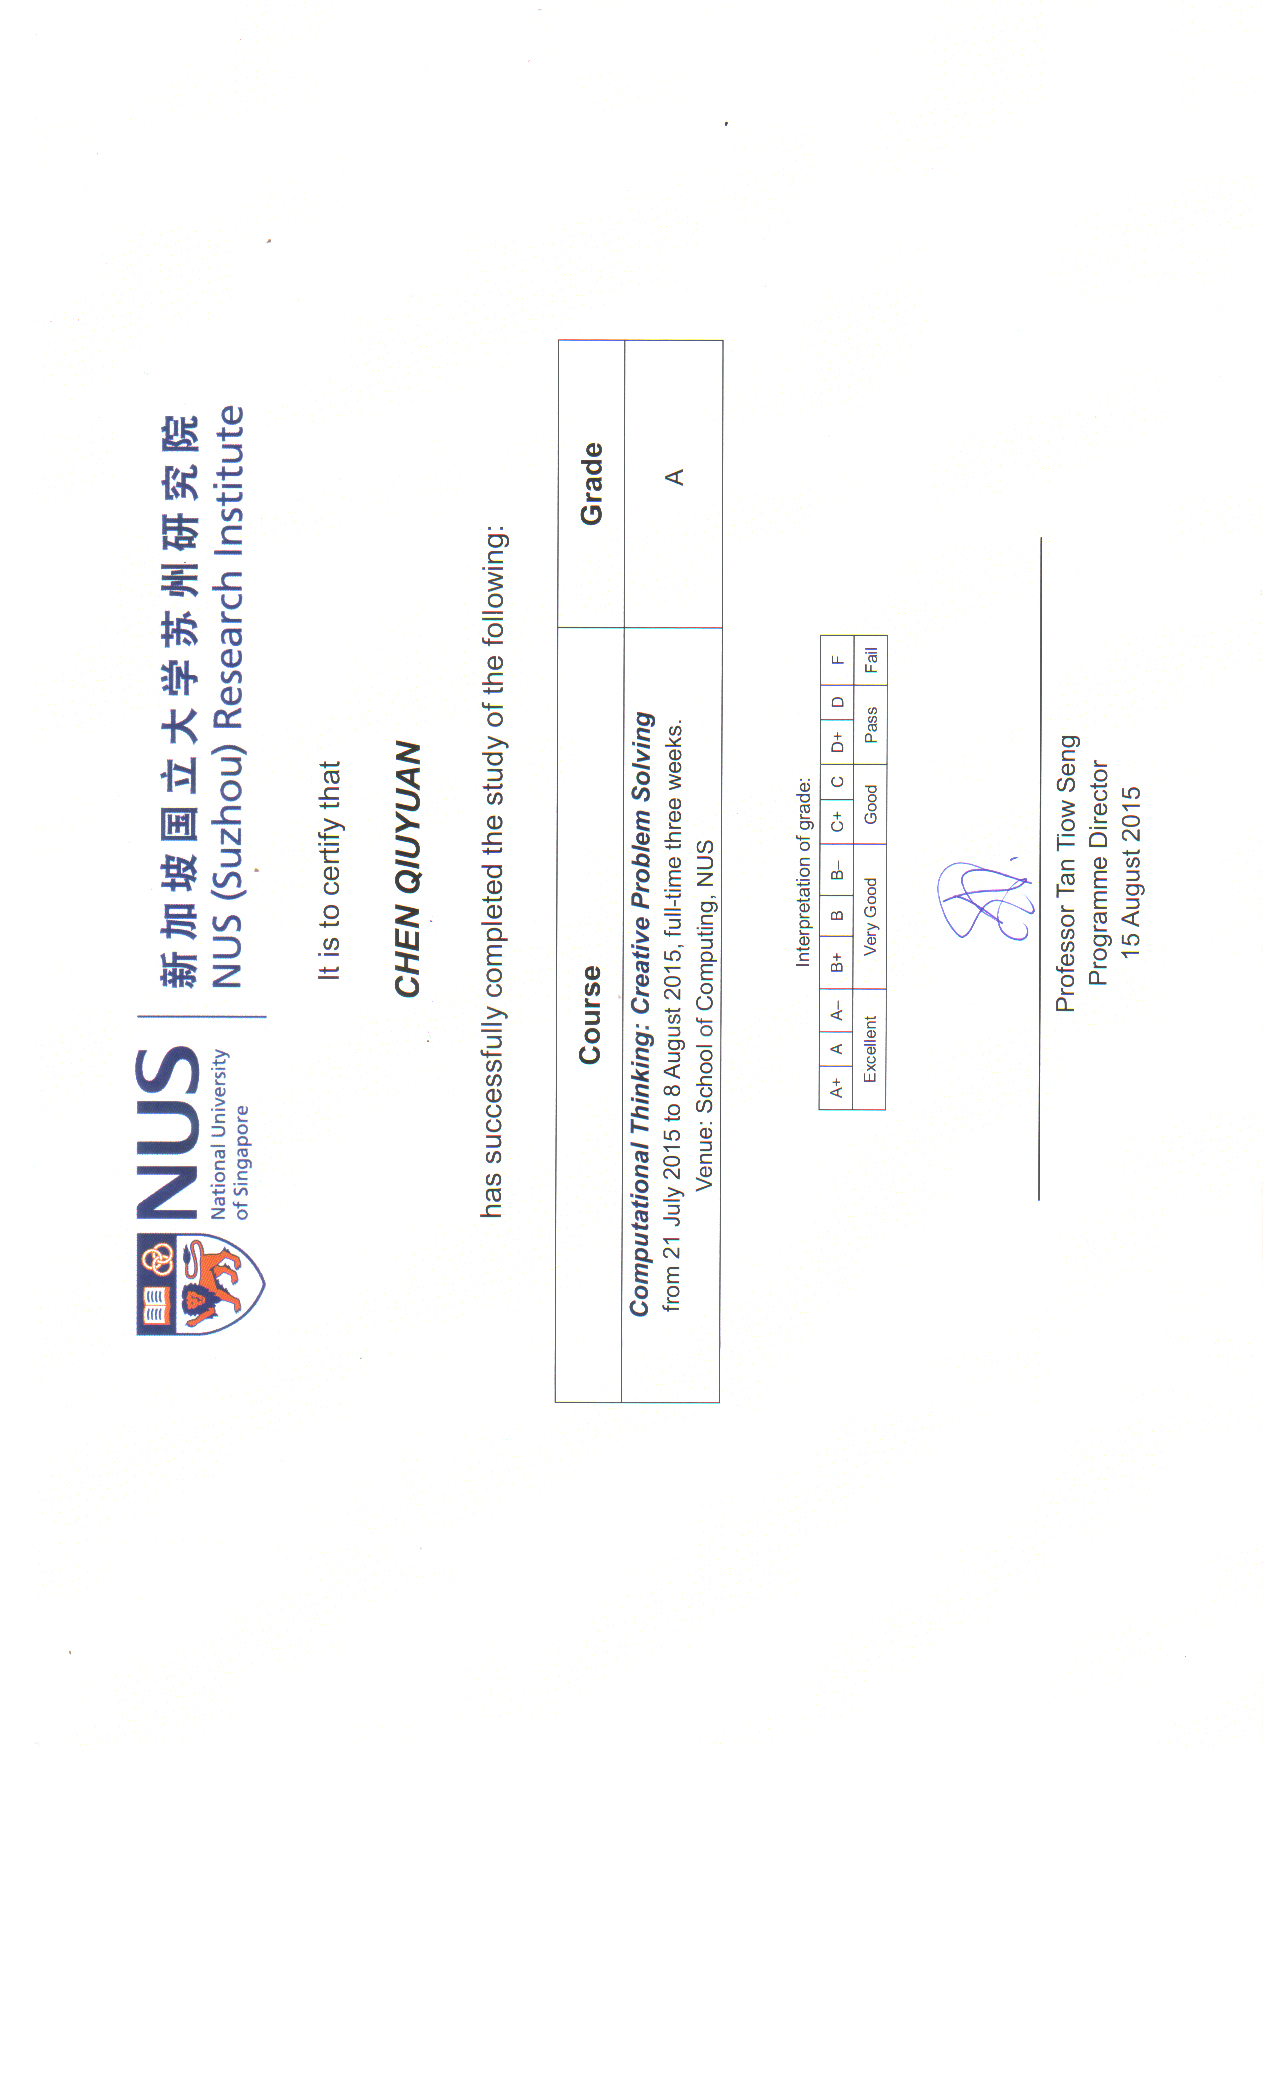 NUS
National University
of Singapore
新加坡国立大学苏州研究院
NUS (Suzhou) Research Institute
It is to certify that
CHEN QIUYUAN
has successfully completed the study of the following:
Course Grade
Computational Thinking: Creative Problem Solving
from 21 July 2015 to 8 August 2015, full-time three weeks.
Venue: School of Computing, NUS
A
Interpretation of grade:
A+ A A– B+ B B– C+ C D+ D F
Excellent Very Good Good Pass Fail
Professor Tan Tiow Seng
Programme Director
15 August 2015